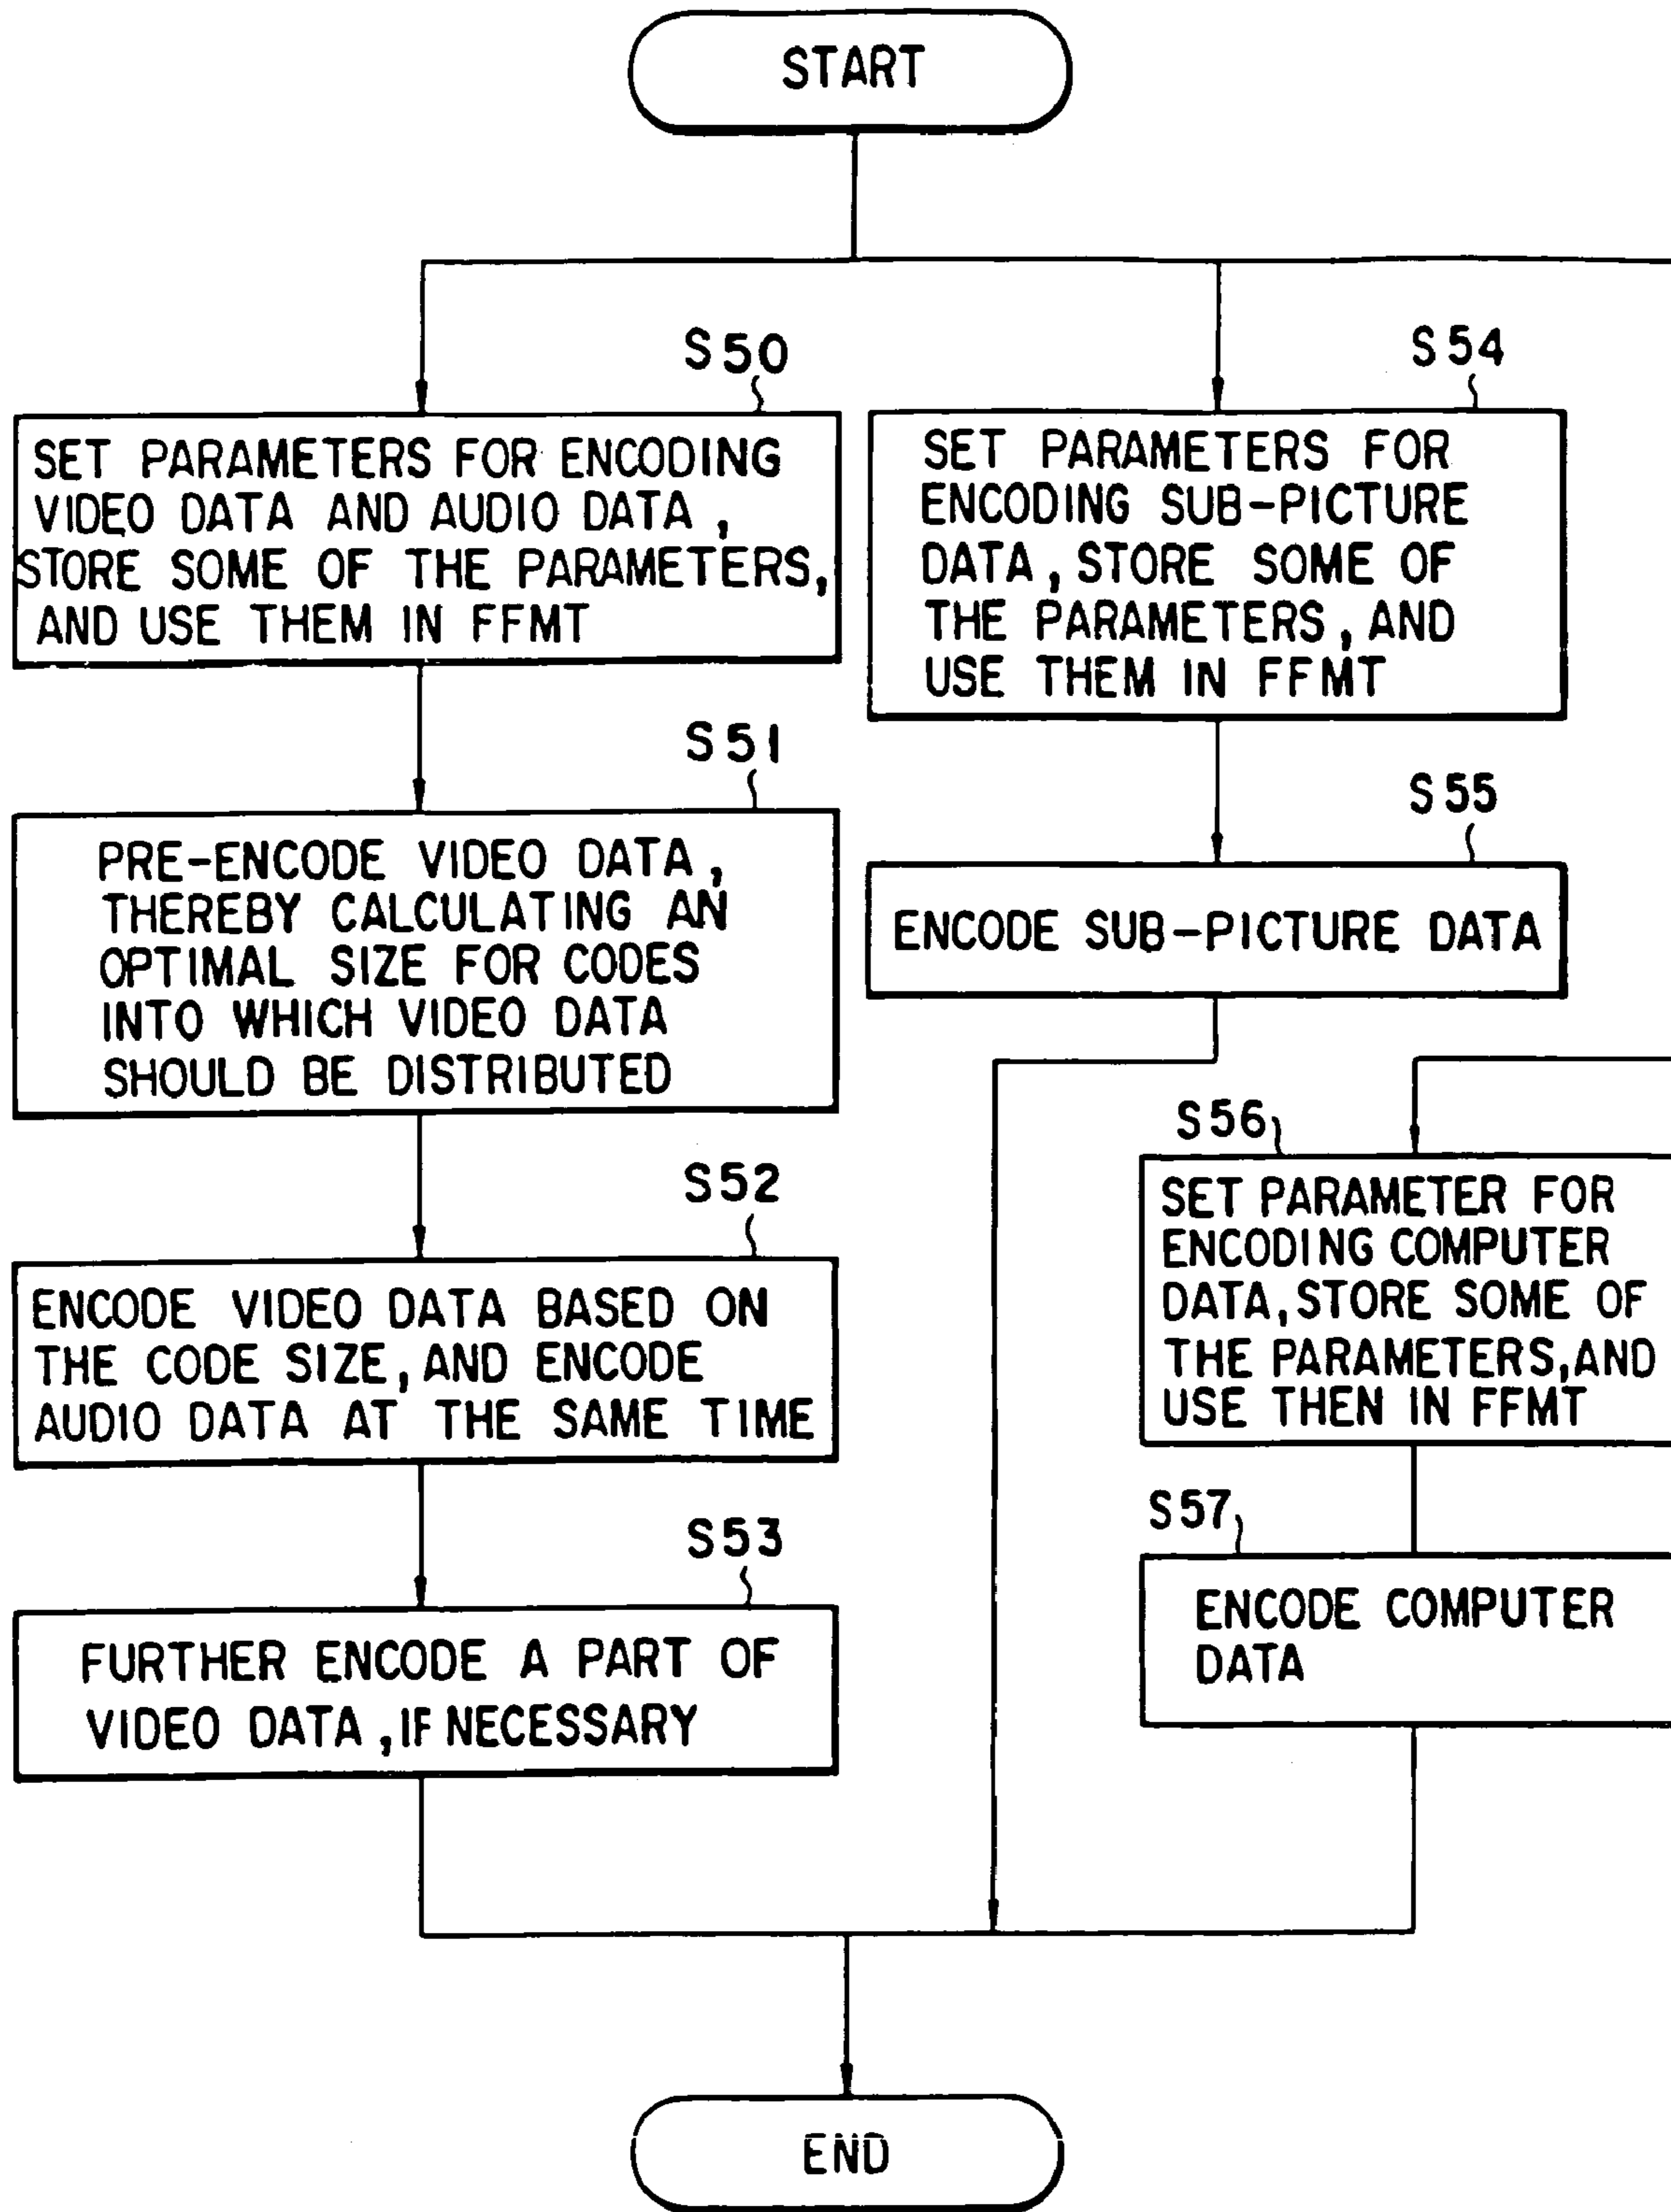 START
S50
SET PARAMETERS FOR ENCODING
VIDEO DATA AND AUDIO DATA,
STORE SOME OF THE PARAMETERS,
AND USE THEM IN FFMT
S51
PRE-ENCODE VIDEO DATA,
THEREBY CALCULATING AN
OPTIMAL SIZE FOR CODES
INTO WHICH VIDEO DATA
SHOULD BE DISTRIBUTED
S52
ENCODE VIDEO DATA BASED ON
THE CODE SIZE, AND ENCODE
AUDIO DATA AT THE SAME TIME
S53
FURTHER ENCODE A PART OF
VIDEO DATA, IF NECESSARY
S54
SET PARAMETERS FOR
ENCODING SUB-PICTURE
DATA, STORE SOME OF
THE PARAMETERS, AND
USE THEM IN FFMT
S55
ENCODE SUB-PICTURE DATA
S56
SET PARAMETER FOR
ENCODING COMPUTER
DATA, STORE SOME OF
THE PARAMETERS, AND
USE THEN IN FFMT
S57
ENCODE COMPUTER
DATA
END